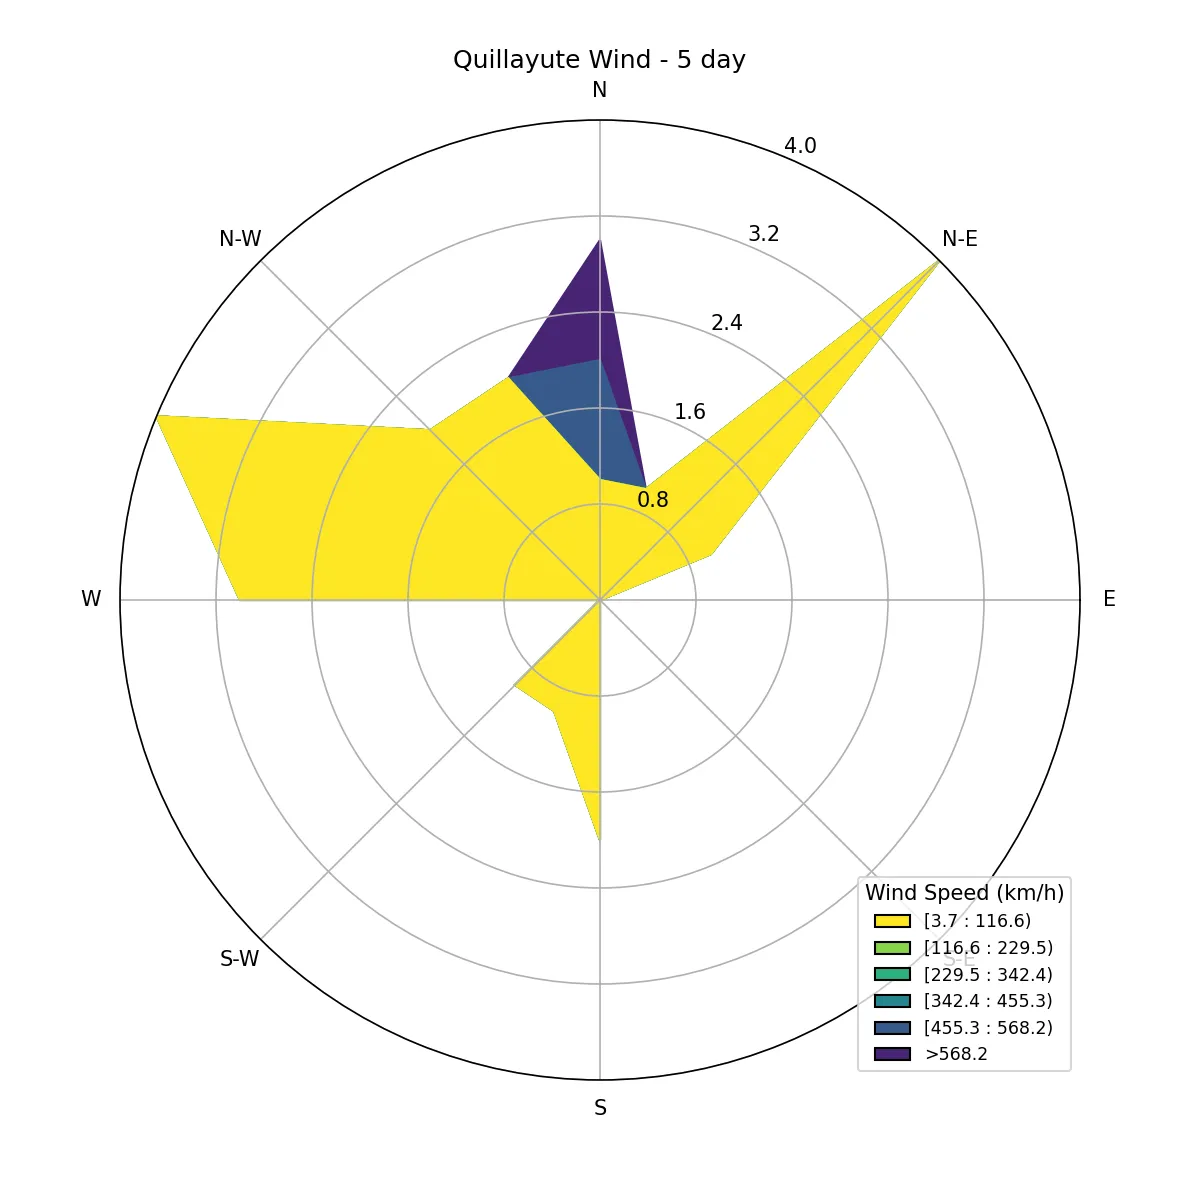 Quillayute Wind - 5 day
N
4.0
3.2
N-W
N-E
2.4
1.6
0.8
W
E
Wind Speed (km/h)
[3.7 : 116.6)
[116.6 : 229.5)
S-W
S-E
[229.5 : 342.4)
[342.4 : 455.3)
[455.3 : 568.2)
>568.2
S